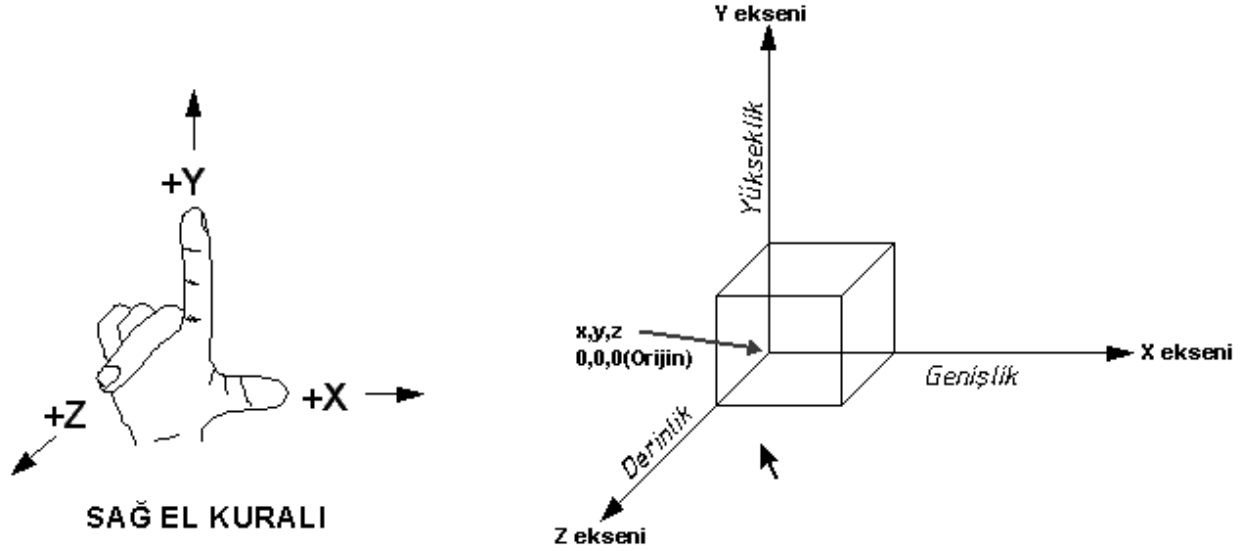 +Y
+Z
+X
SAĞ EL KURALI
Y ekseni
Yükseklik
x,y,z
0,0,0(Orijin)
X ekseni
Genişlik
Derinlik
Z ekseni